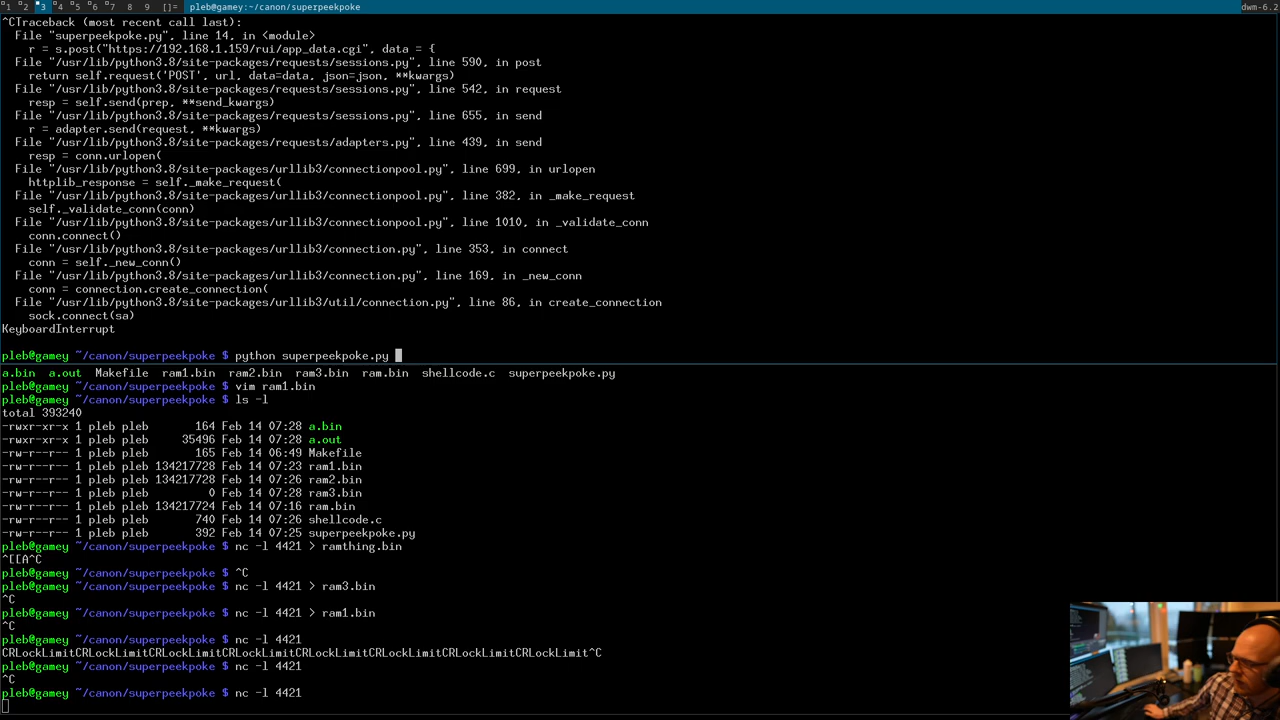 1 2 3 4 5 6 7 8 9 []= pleb@gamey:~/canon/superpeekpoke dwm-6.2
^CTraceback (most recent call last):
File "superpeekpoke.py", line 14, in <module>
r = s.post("https://192.168.1.159/rui/app_data.cgi", data = {
File "/usr/lib/python3.8/site-packages/requests/sessions.py", line 590, in post
return self.request('POST', url, data=data, json=json, **kwargs)
File "/usr/lib/python3.8/site-packages/requests/sessions.py", line 542, in request
resp = self.send(prep, **send_kwargs)
File "/usr/lib/python3.8/site-packages/requests/sessions.py", line 655, in send
r = adapter.send(request, **kwargs)
File "/usr/lib/python3.8/site-packages/requests/adapters.py", line 439, in send
resp = conn.urlopen(
File "/usr/lib/python3.8/site-packages/urllib3/connectionpool.py", line 699, in urlopen
httplib_response = self._make_request(
File "/usr/lib/python3.8/site-packages/urllib3/connectionpool.py", line 382, in _make_request
self._validate_conn(conn)
File "/usr/lib/python3.8/site-packages/urllib3/connectionpool.py", line 1010, in _validate_conn
conn.connect()
File "/usr/lib/python3.8/site-packages/urllib3/connection.py", line 353, in connect
conn = self._new_conn()
File "/usr/lib/python3.8/site-packages/urllib3/connection.py", line 169, in _new_conn
conn = connection.create_connection(
File "/usr/lib/python3.8/site-packages/urllib3/util/connection.py", line 86, in create_connection
sock.connect(sa)
KeyboardInterrupt
pleb@gamey ~/canon/superpeekpoke $ python superpeekpoke.py
a.bin a.out Makefile ram1.bin ram2.bin ram3.bin ram.bin shellcode.c superpeekpoke.py
pleb@gamey ~/canon/superpeekpoke $ vim ram1.bin
pleb@gamey ~/canon/superpeekpoke $ ls -l
total 393240
-rwxr-xr-x 1 pleb pleb 164 Feb 14 07:28 a.bin
-rwxr-xr-x 1 pleb pleb 35496 Feb 14 07:28 a.out
-rw-r--r-- 1 pleb pleb 165 Feb 14 06:49 Makefile
-rw-r--r-- 1 pleb pleb 134217728 Feb 14 07:23 ram1.bin
-rw-r--r-- 1 pleb pleb 134217728 Feb 14 07:26 ram2.bin
-rw-r--r-- 1 pleb pleb 0 Feb 14 07:28 ram3.bin
-rw-r--r-- 1 pleb pleb 134217724 Feb 14 07:16 ram.bin
-rw-r--r-- 1 pleb pleb 740 Feb 14 07:26 shellcode.c
-rw-r--r-- 1 pleb pleb 392 Feb 14 07:25 superpeekpoke.py
pleb@gamey ~/canon/superpeekpoke $ nc -l 4421 > ramthing.bin
^[[A^C
pleb@gamey ~/canon/superpeekpoke $ ^C
pleb@gamey ~/canon/superpeekpoke $ nc -l 4421 > ram3.bin
^C
pleb@gamey ~/canon/superpeekpoke $ nc -l 4421 > ram1.bin
^C
pleb@gamey ~/canon/superpeekpoke $ nc -l 4421
CRLockLimitCRLockLimitCRLockLimitCRLockLimitCRLockLimitCRLockLimitCRLockLimitCRLockLimit^C
pleb@gamey ~/canon/superpeekpoke $ nc -l 4421
^C
pleb@gamey ~/canon/superpeekpoke $ nc -l 4421